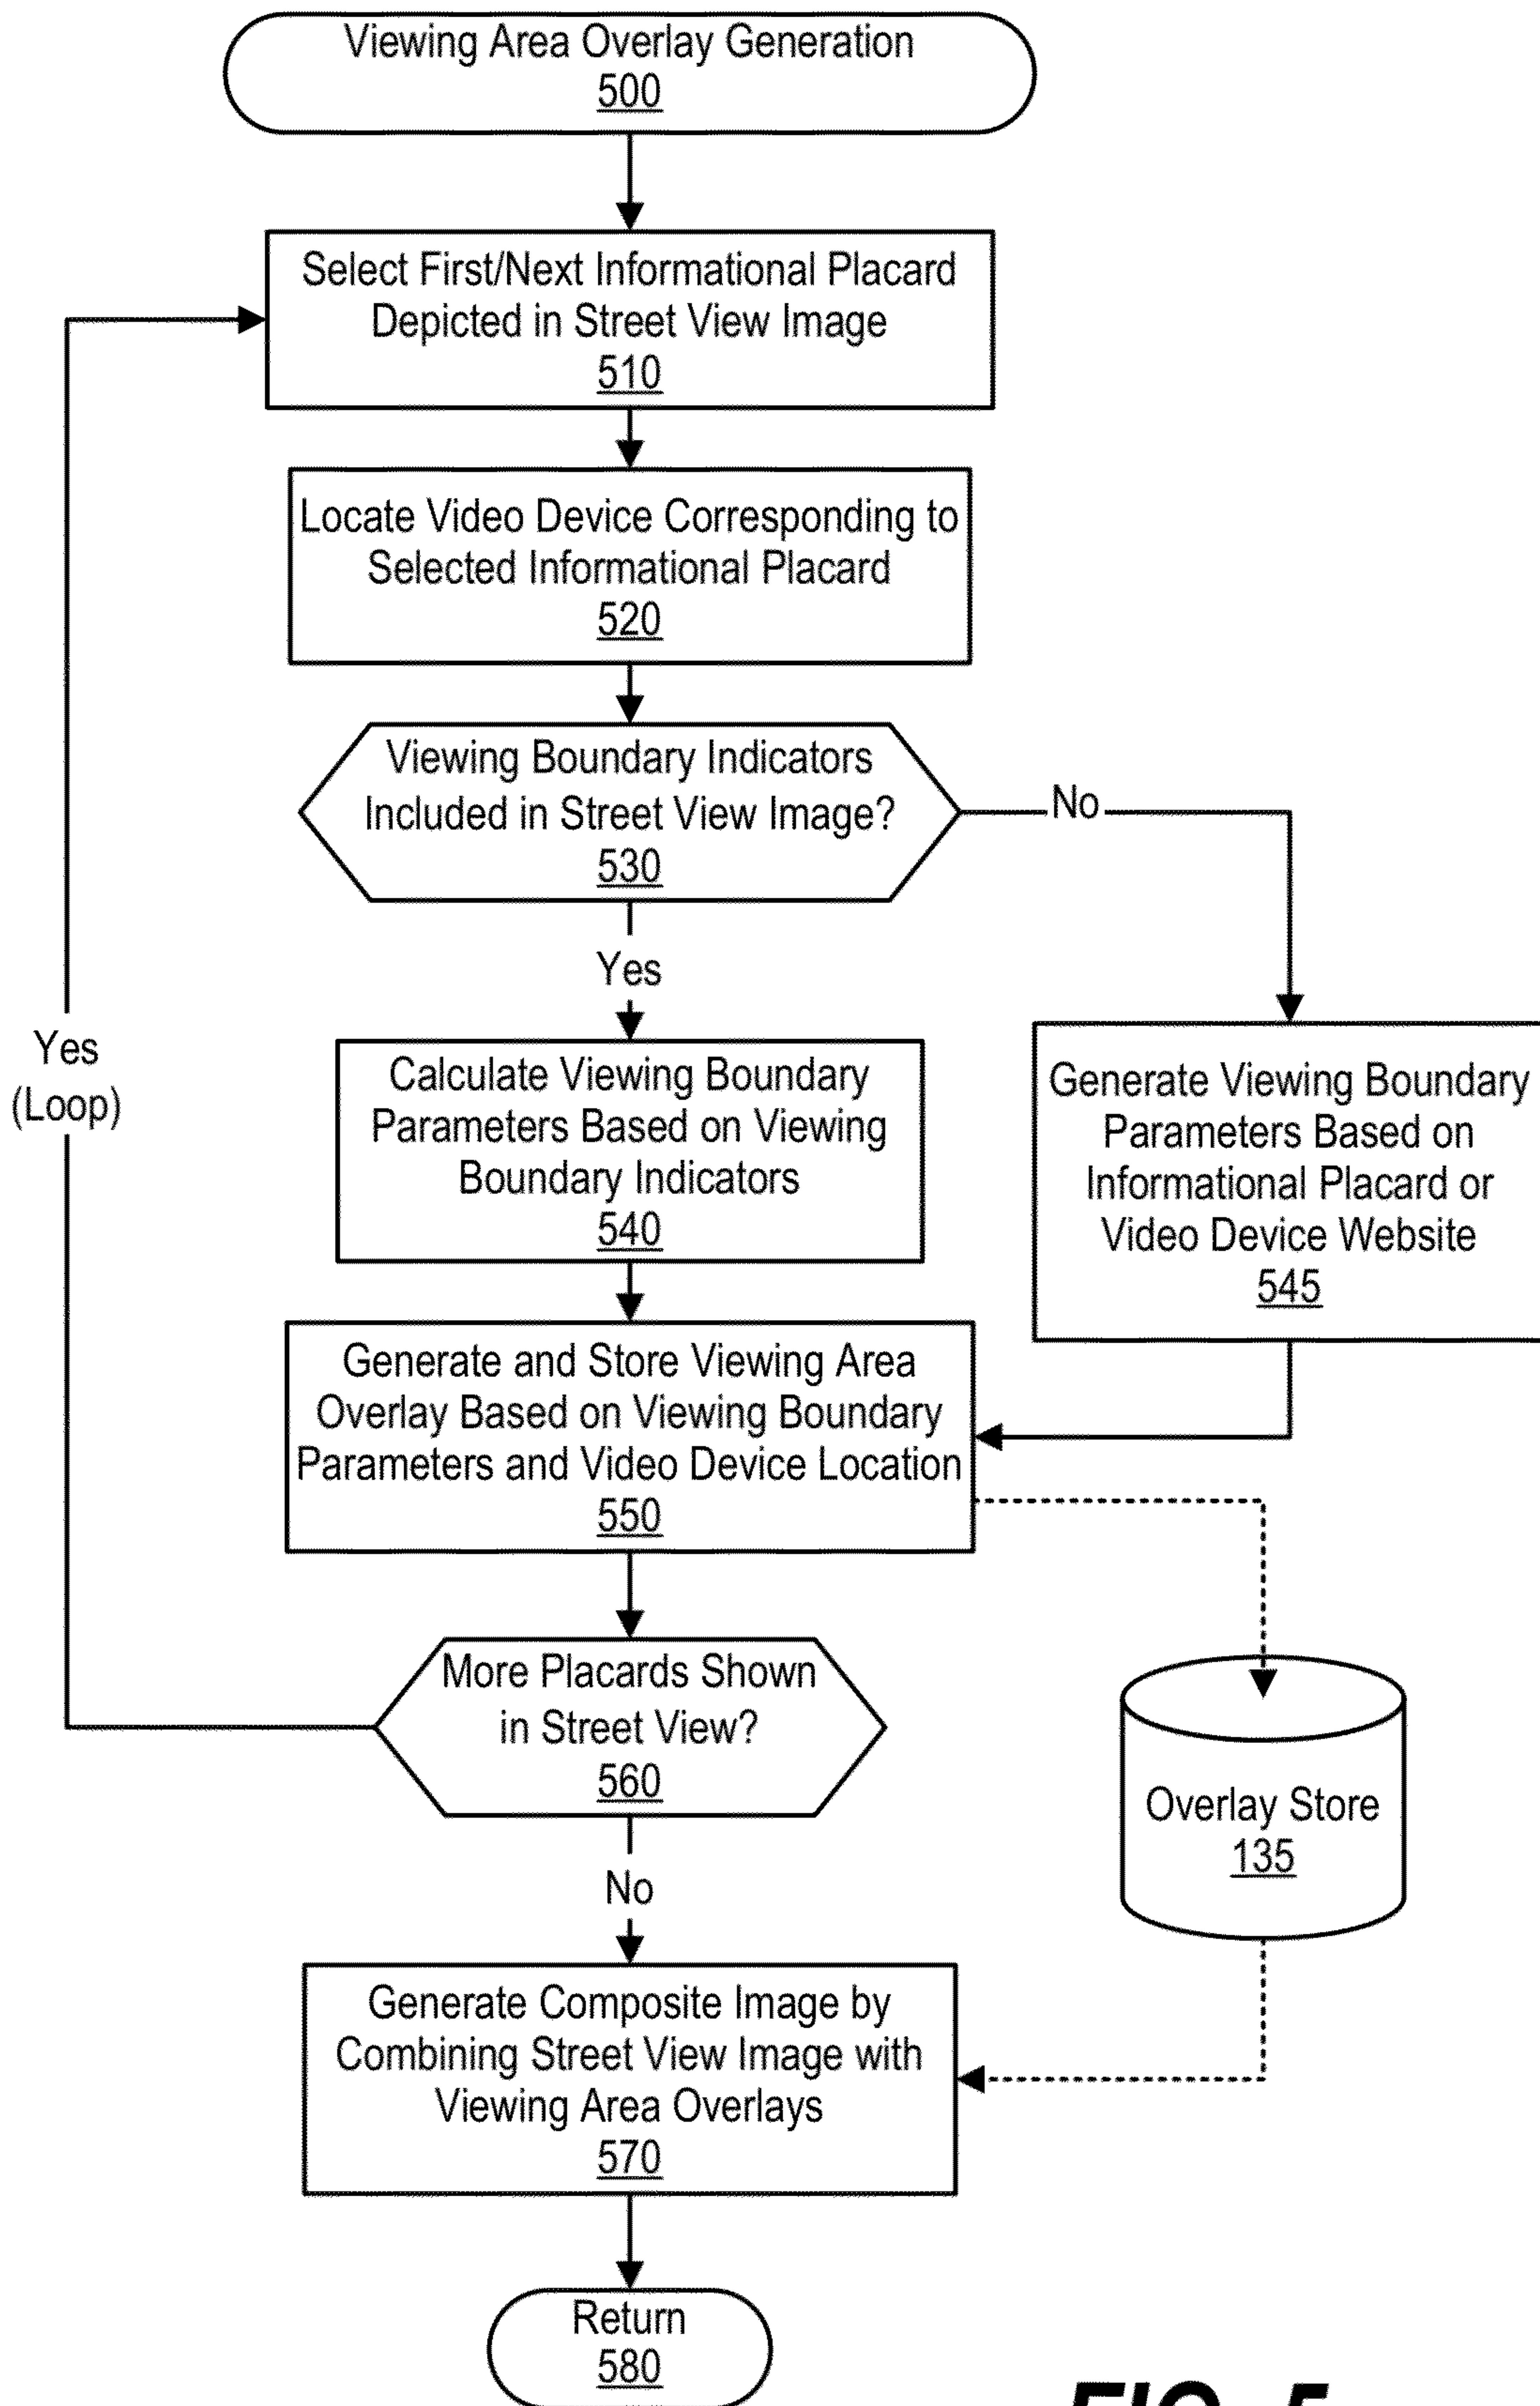 Viewing Area Overlay Generation
500
Select First/Next Informational Placard
Depicted in Street View Image
510
Locate Video Device Corresponding to
Selected Informational Placard
520
Viewing Boundary Indicators
Included in Street View Image?
530
No
Yes
Yes
(Loop)
Calculate Viewing Boundary
Parameters Based on Viewing
Boundary Indicators
540
Generate Viewing Boundary
Parameters Based on
Informational Placard or
Video Device Website
545
Generate and Store Viewing Area
Overlay Based on Viewing Boundary
Parameters and Video Device Location
550
More Placards Shown
in Street View?
560
Overlay Store
135
No
Generate Composite Image by
Combining Street View Image with
Viewing Area Overlays
570
Return
580
FIG. 5